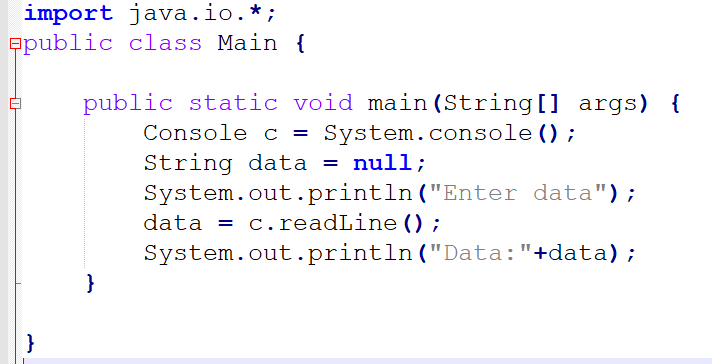 import java.io.*;
public class Main {
public static void main(String[] args) {
Console c = System.console();
String data = null;
System.out.println("Enter data");
data = c.readLine();
System.out.println("Data:"+data);
}
}